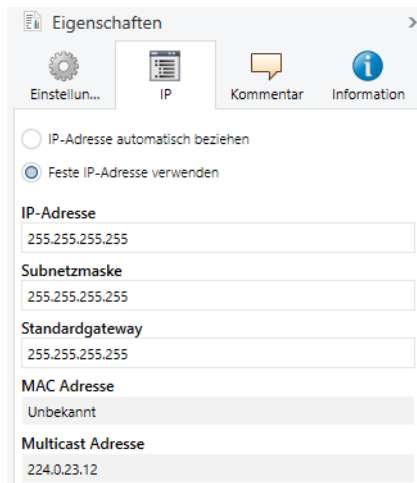 Eigenschaften
Einstellun... IP Kommentar Information
IP-Adresse automatisch beziehen
Feste IP-Adresse verwenden
IP-Adresse
255.255.255.255
Subnetzmaske
255.255.255.255
Standardgateway
255.255.255.255
MAC Adresse
Unbekannt
Multicast Adresse
224.0.23.12